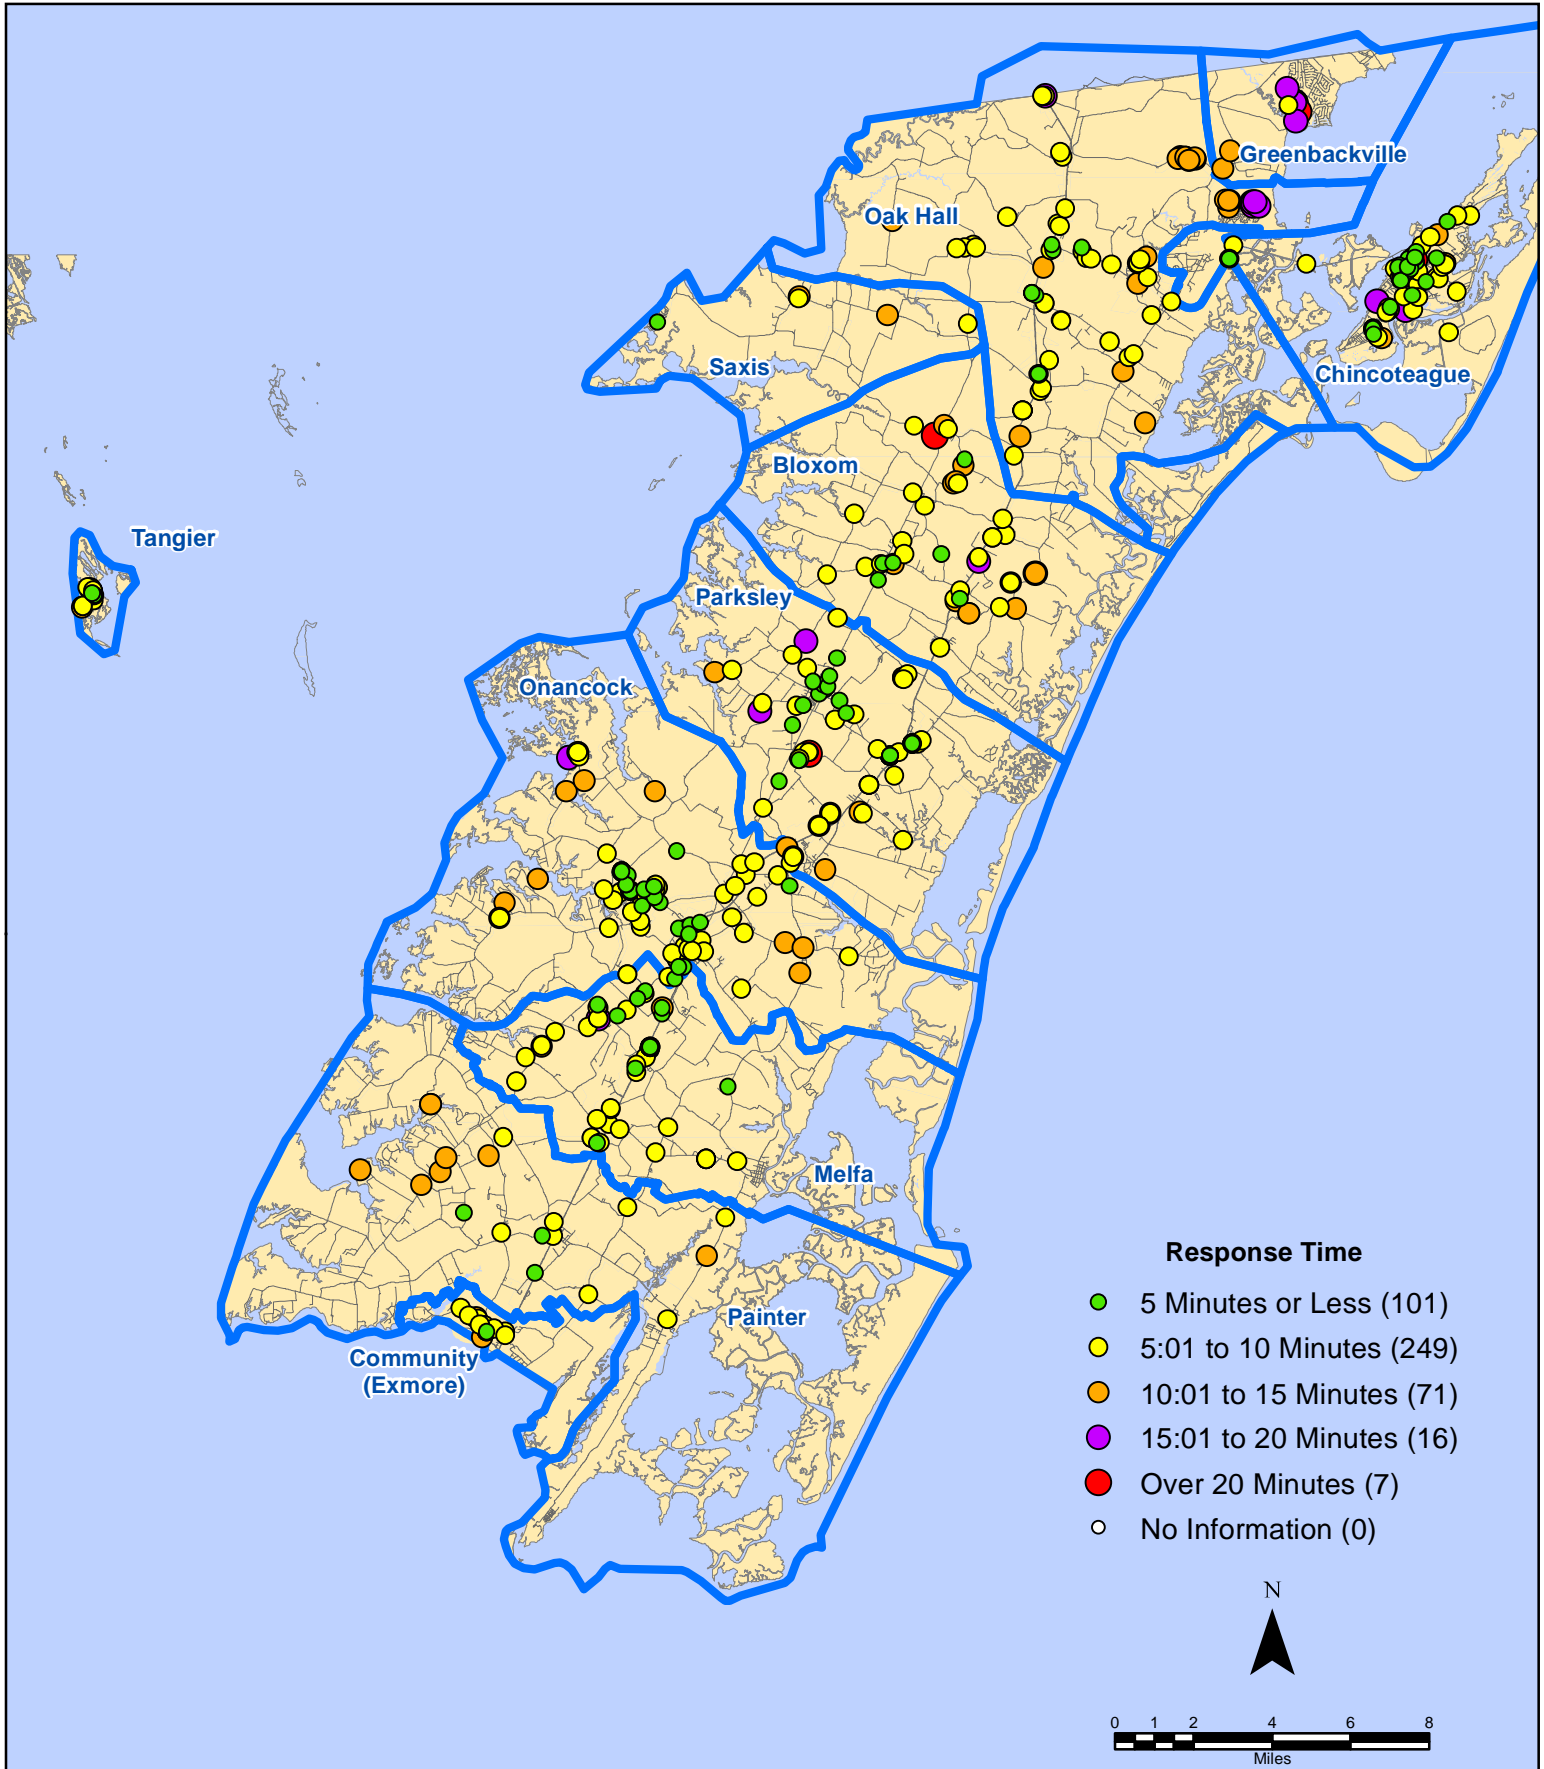 Greenbackville
Oak Hall
Saxis
Chincoteague
Bloxom
Tangier
Parksley
Onancock
Melfa
Painter
Community
(Exmore)
Response Time
5 Minutes or Less (101)
5:01 to 10 Minutes (249)
10:01 to 15 Minutes (71)
15:01 to 20 Minutes (16)
Over 20 Minutes (7)
No Information (0)
N
0 1 2 4 6 8
Miles